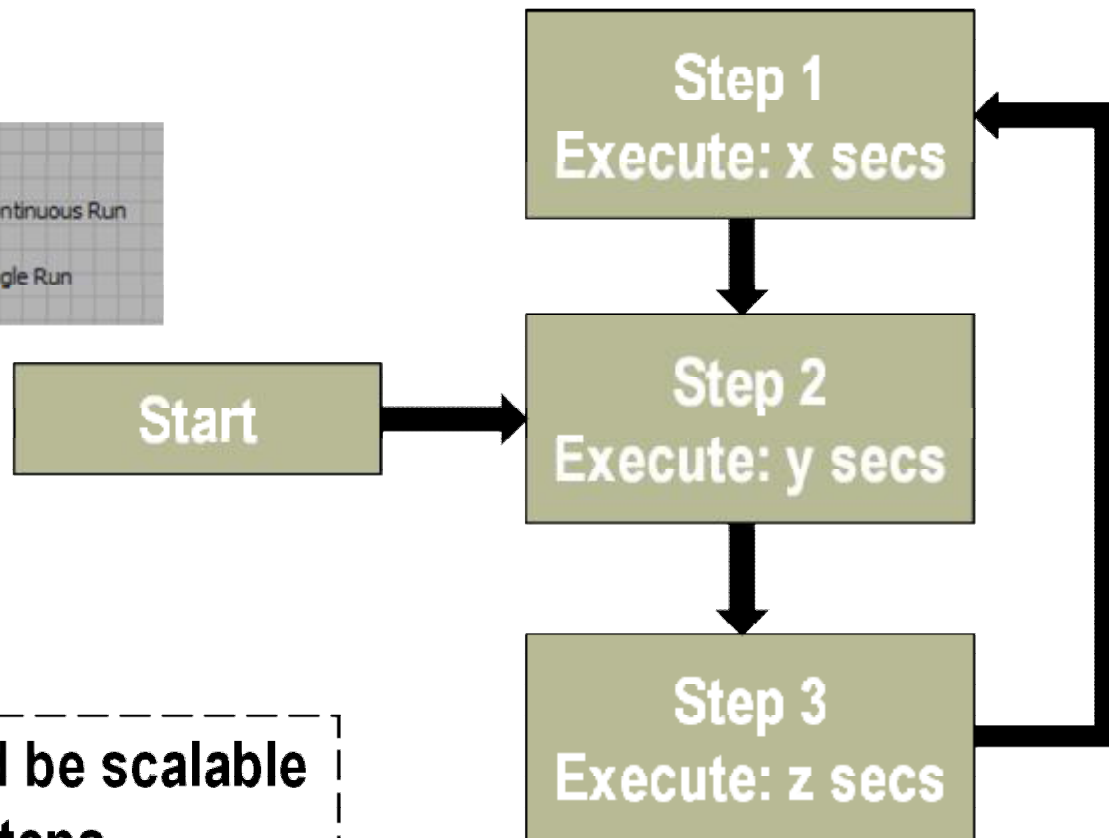 Step 1
Execute: x secs
ntinuous Run
gle Run
Start
Step 2
Execute: y secs
Step 3
Execute: z secs
be scalable